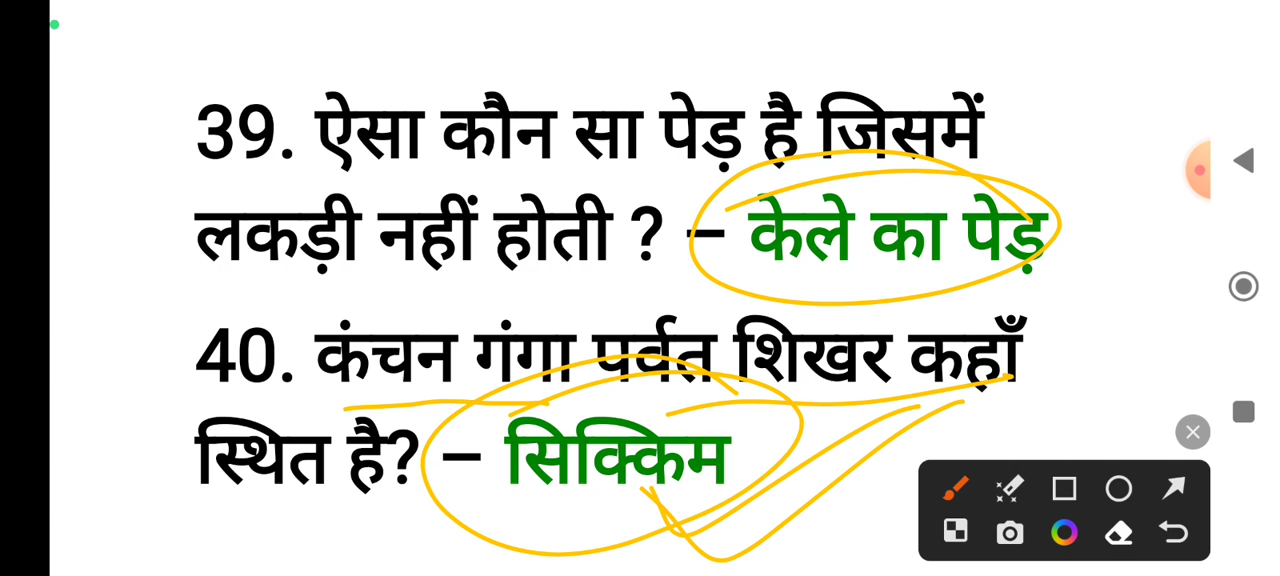 39. ऐसा कौन सा पेड़ है जिसमें
लकड़ी नहीं होती ? – केले का पेड़
40. कंचन गंगा पर्वत शिखर कहाँ
स्थित है? – सिक्किम